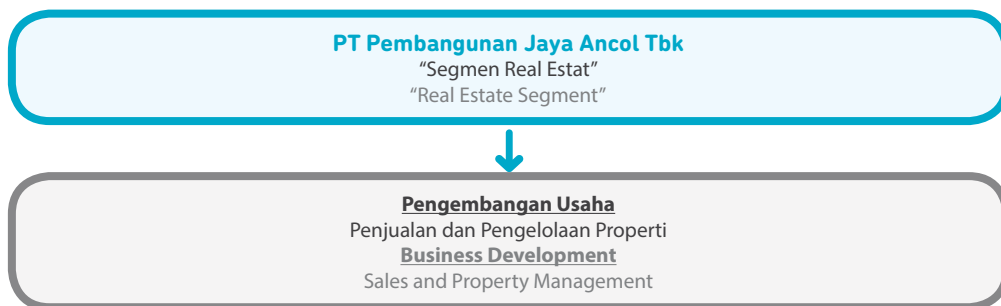 PT Pembangunan Jaya Ancol Tbk
“Segmen Real Estat”
“Real Estate Segment”
Pengembangan Usaha
Penjualan dan Pengelolaan Properti
Business Development
Sales and Property Management